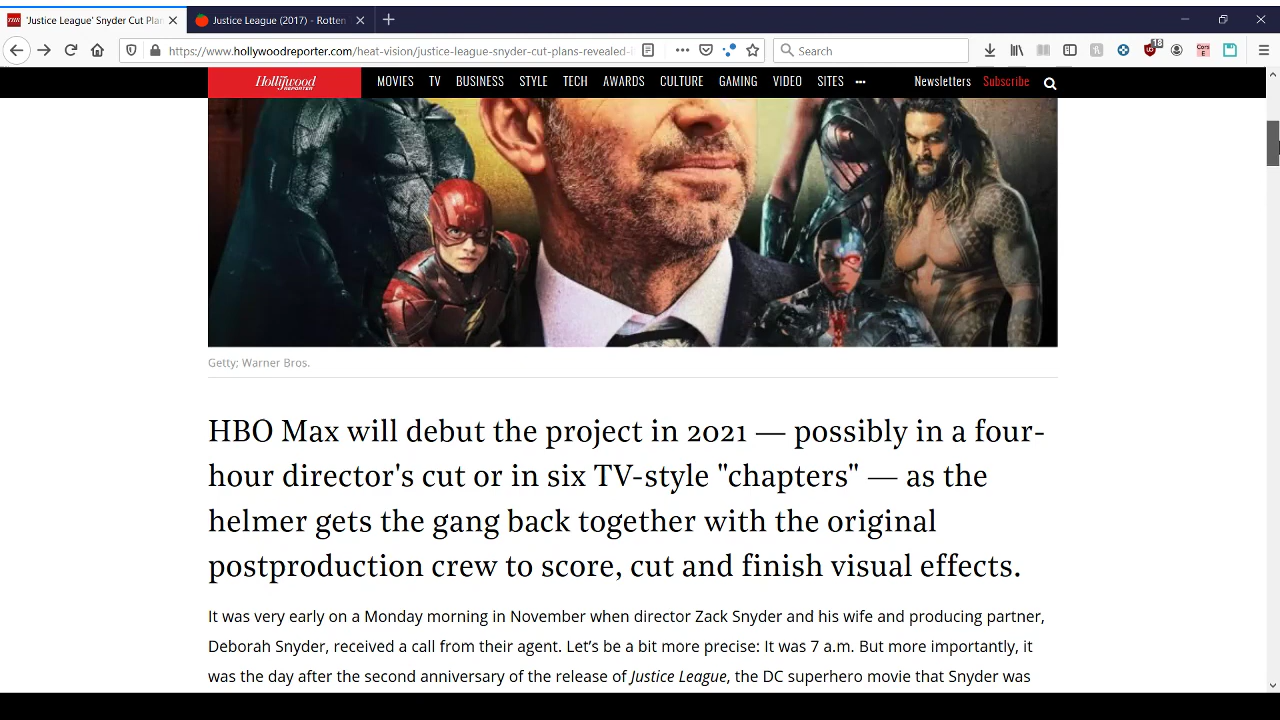 THR 'Justice League' Snyder Cut Plan
Justice League (2017) - Rotten
https://www.hollywoodreporter.com/heat-vision/justice-league-snyder-cut-plans-revealed-
Search
18
Hollywood
REPORTER
MOVIES TV BUSINESS STYLE TECH AWARDS CULTURE GAMING VIDEO SITES ••• Newsletters Subscribe
Getty; Warner Bros.
HBO Max will debut the project in 2021 — possibly in a four-
hour director's cut or in six TV-style "chapters" — as the
helmer gets the gang back together with the original
postproduction crew to score, cut and finish visual effects.
It was very early on a Monday morning in November when director Zack Snyder and his wife and producing partner,
Deborah Snyder, received a call from their agent. Let’s be a bit more precise: It was 7 a.m. But more importantly, it
was the day after the second anniversary of the release of Justice League, the DC superhero movie that Snyder was